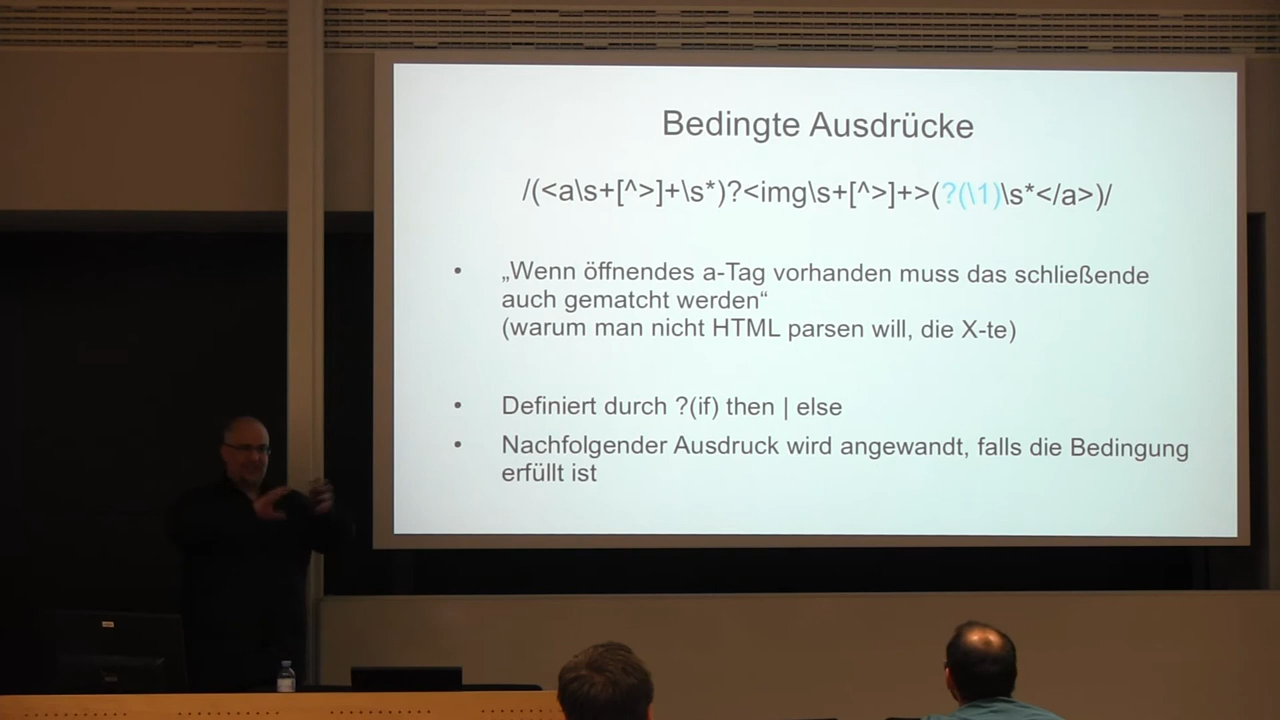 Bedingte Ausdrücke
/(<a\s+[^>]+\s*)?<img\s+[^>]+>(?(\1)\s*</a>)/
• „Wenn öffnendes a-Tag vorhanden muss das schließende
auch gematcht werden“
(warum man nicht HTML parsen will, die X-te)
• Definiert durch ?(if) then | else
• Nachfolgender Ausdruck wird angewandt, falls die Bedingung
erfüllt ist